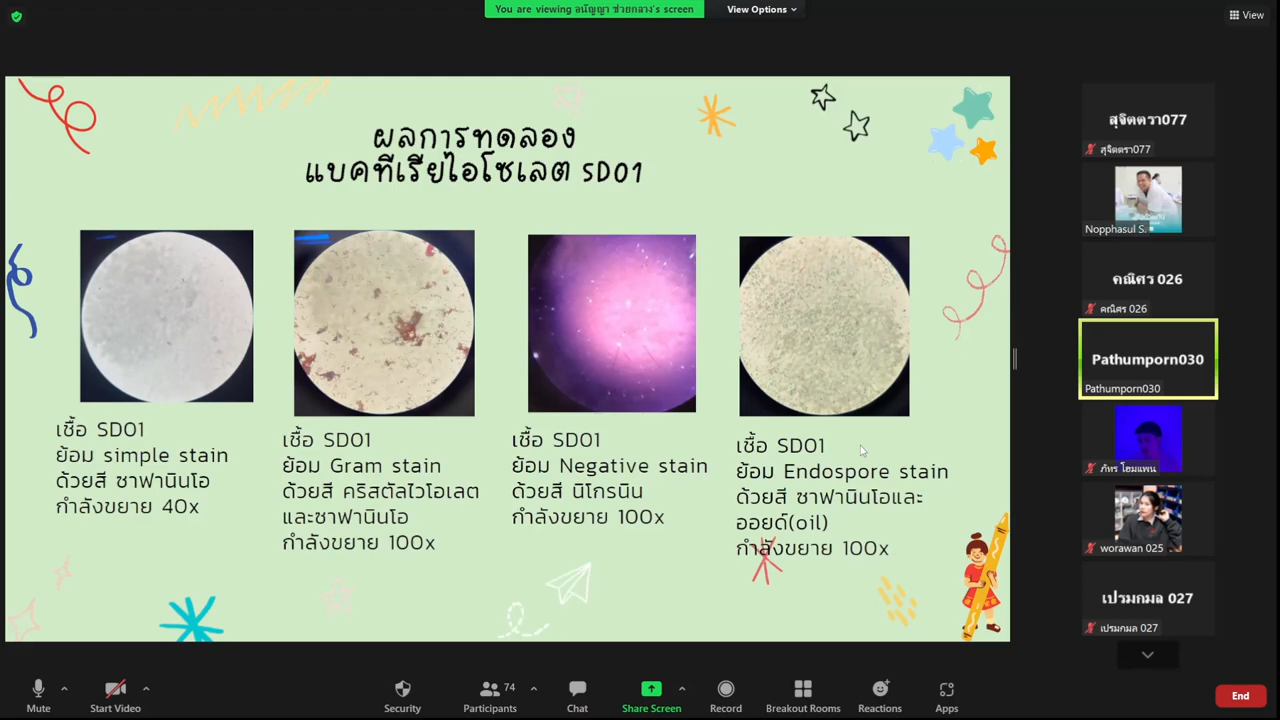 You are viewing อนัญญา ช่วยกลาง's screen
View Options
View
ผลการทดลอง
แบคทีเรียไอโซเลต SD01
เชื้อ SD01
ย้อม simple stain
ด้วยสี ซาฟานินโอ
กำลังขยาย 40x
เชื้อ SD01
ย้อม Gram stain
ด้วยสี คริสตัลไวโอเลต
และซาฟานินโอ
กำลังขยาย 100x
เชื้อ SD01
ย้อม Negative stain
ด้วยสี นิโกรนิน
กำลังขยาย 100x
เชื้อ SD01
ย้อม Endospore stain
ด้วยสี ซาฟานินโอและ
ออยด์(oil)
กำลังขยาย 100x
สุจิตตรา077
สุจิตตรา077
Nopphasul S.
คณิศร 026
คณิศร 026
Pathumporn030
Pathumporn030
ภัทร โฮมแพน
worawan 025
เปรมกมล 027
เปรมกมล 027
Mute
Start Video
Security
74
Participants
Chat
Share Screen
Record
Breakout Rooms
Reactions
Apps
End